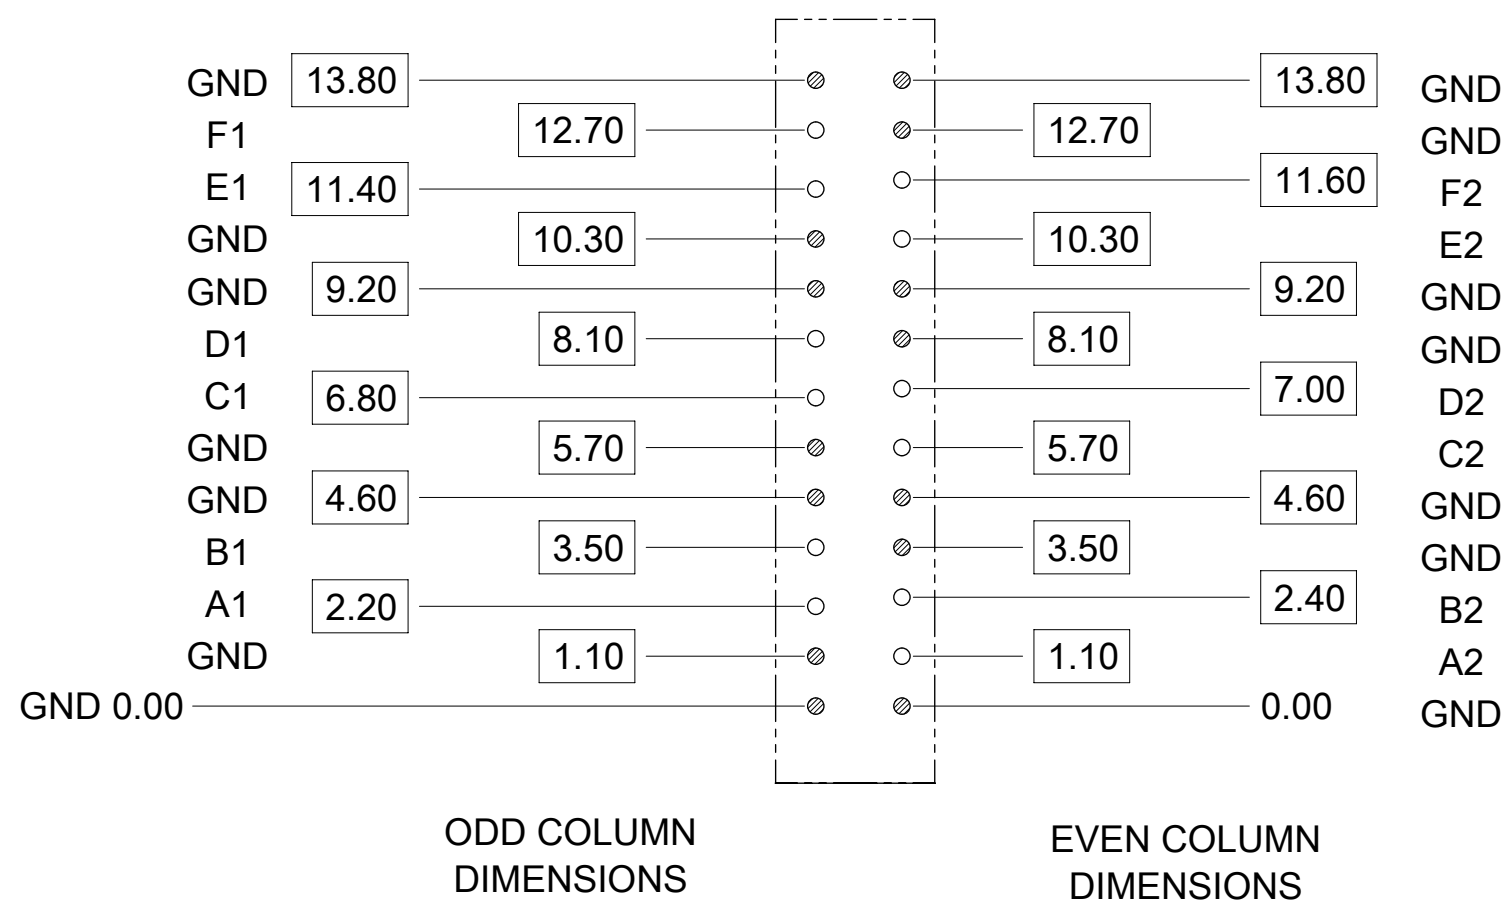 GND 13.80 13.80 GND
F1 12.70 12.70 GND
E1 11.40 11.60 F2
GND 10.30 10.30 E2
GND 9.20 9.20 GND
D1 8.10 8.10 GND
C1 6.80 7.00 D2
GND 5.70 5.70 C2
GND 4.60 4.60 GND
B1 3.50 3.50 GND
A1 2.20 2.40 B2
GND 1.10 1.10 A2
GND 0.00 0.00 GND
ODD COLUMN
DIMENSIONS
EVEN COLUMN
DIMENSIONS